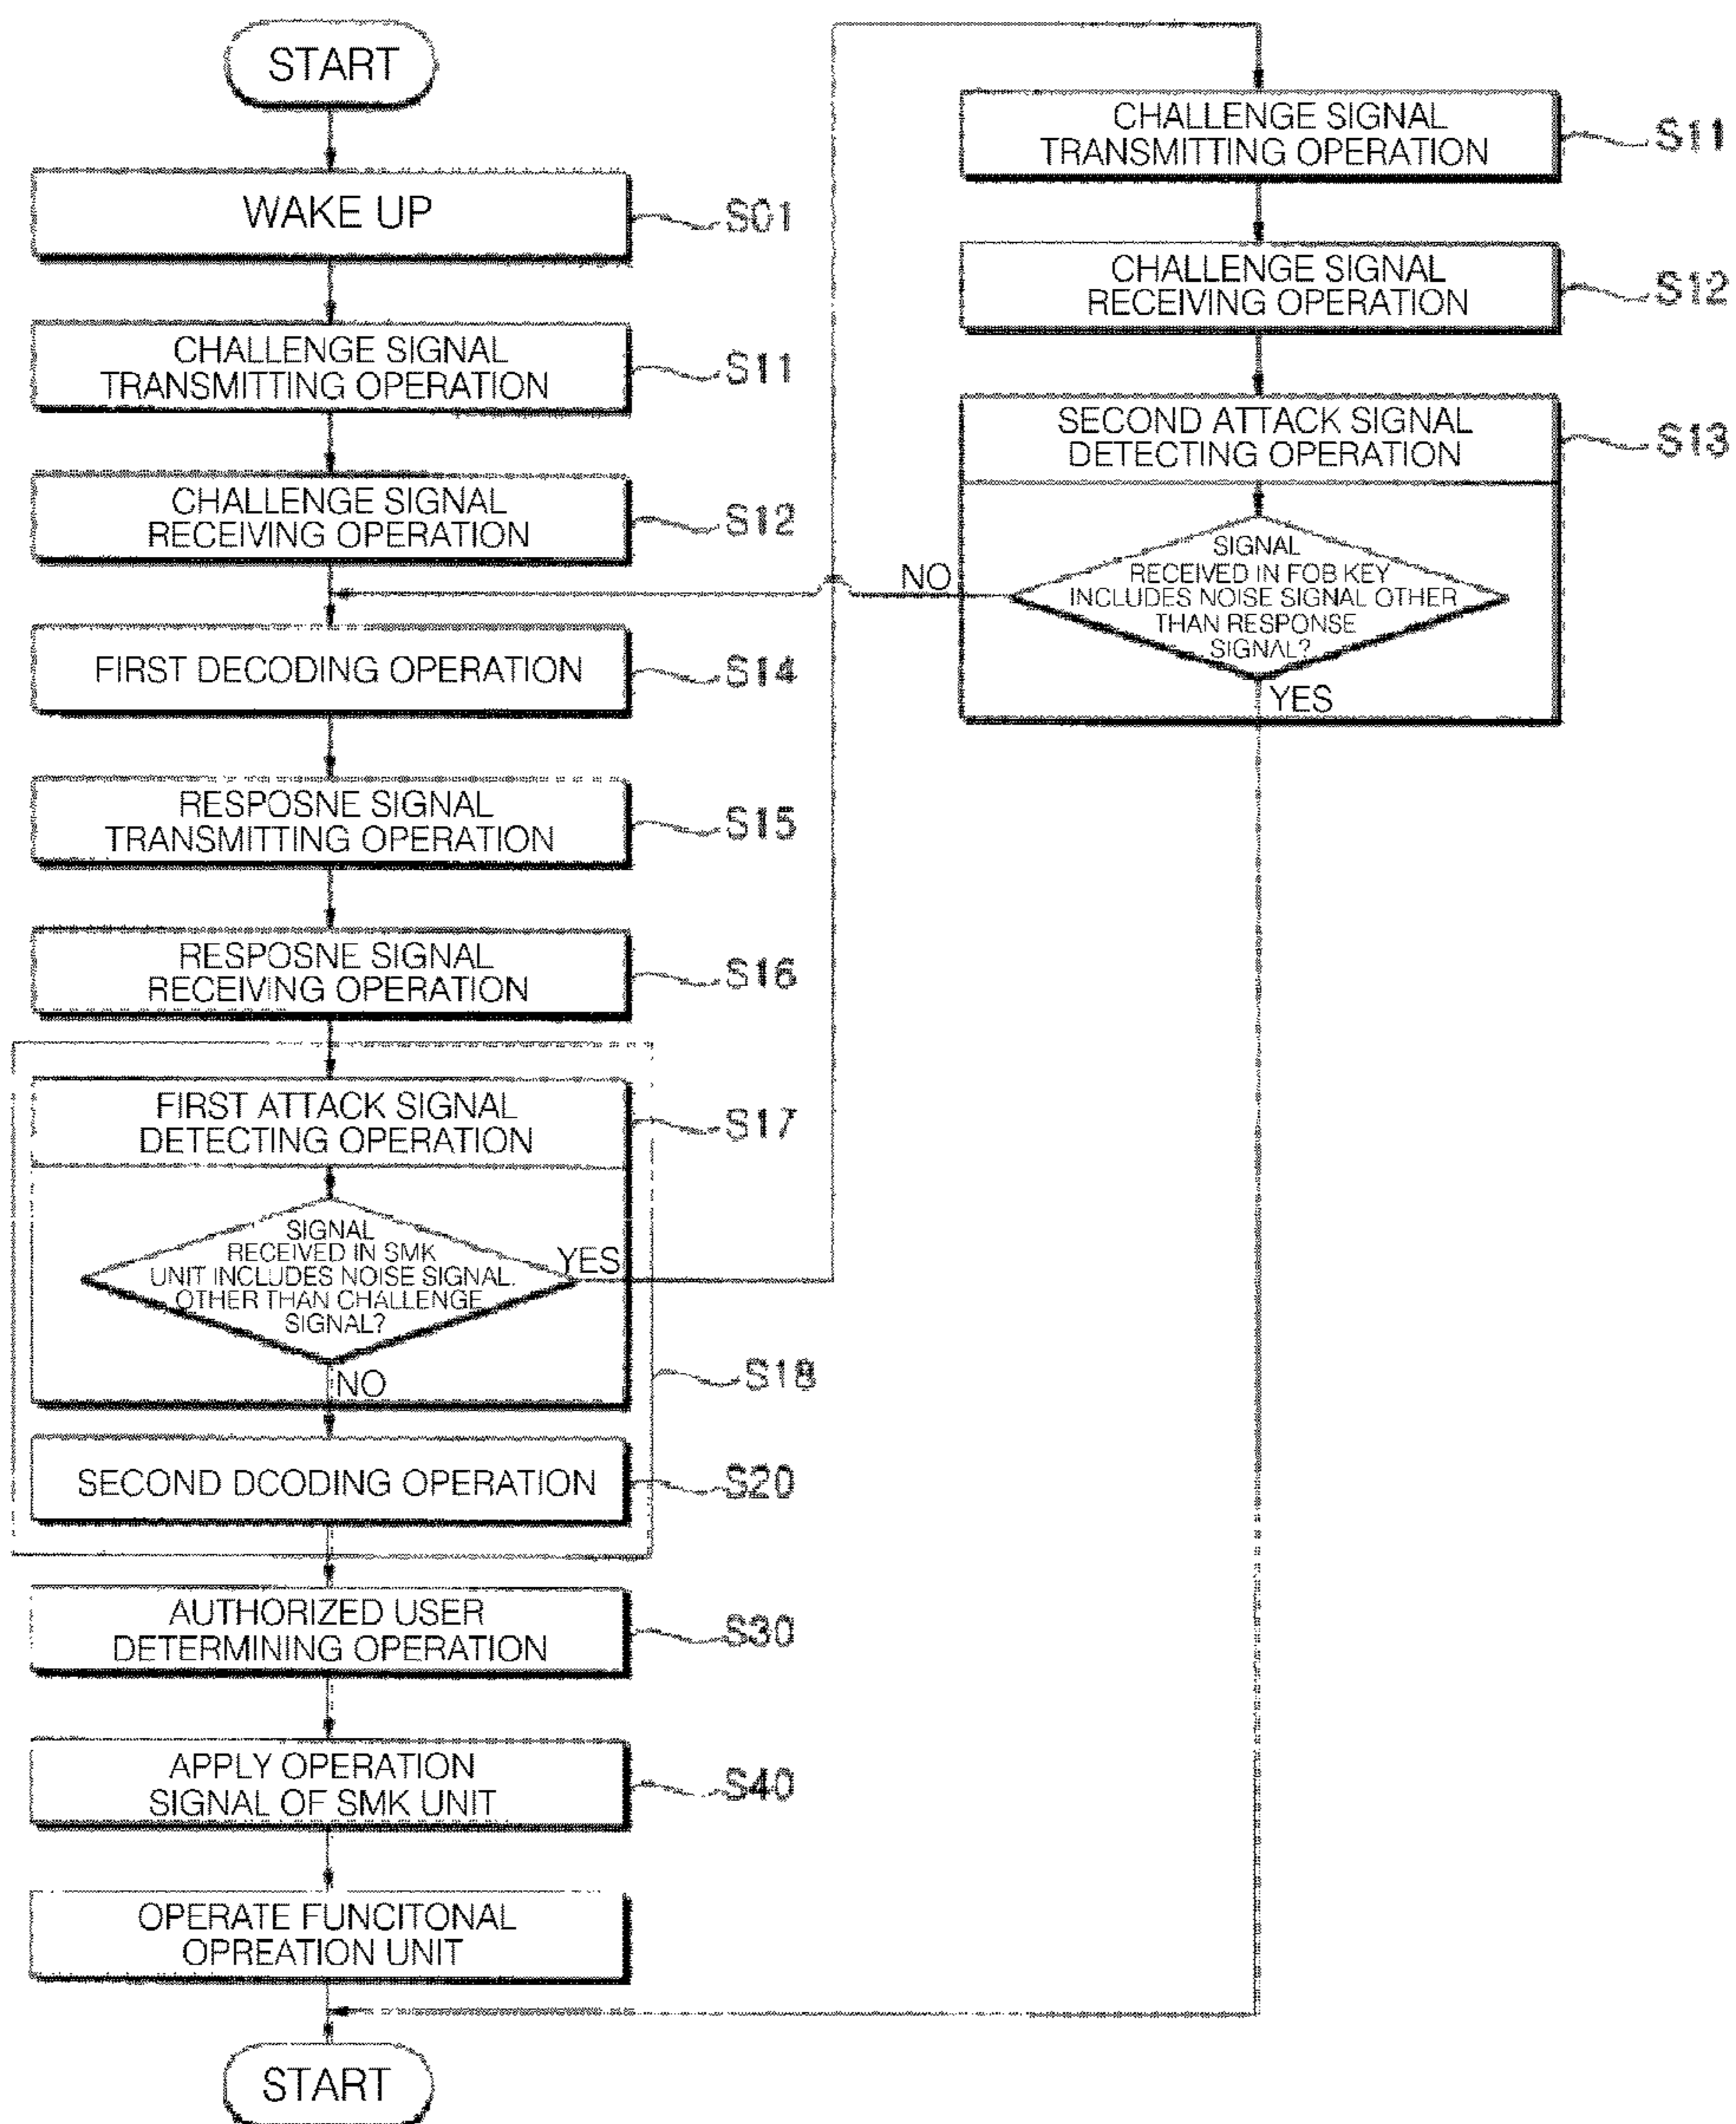 START
WAKE UP
S01
CHALLENGE SIGNAL
TRANSMITTING OPERATION
S11
CHALLENGE SIGNAL
RECEIVING OPERATION
S12
FIRST DECODING OPERATION
S14
RESPOSNE SIGNAL
TRANSMITTING OPERATION
S15
RESPOSNE SIGNAL
RECEIVING OPERATION
S16
FIRST ATTACK SIGNAL
DETECTING OPERATION
S17
SIGNAL
RECEIVED IN SMK
UNIT INCLUDES NOISE SIGNAL.
OTHER THAN CHALLENGE
SIGNAL?
YES
NO
S18
SECOND DCODING OPERATION
S20
AUTHORIZED USER
DETERMINING OPERATION
S30
APPLY OPERATION
SIGNAL OF SMK UNIT
S40
OPERATE FUNCITONAL
OPREATION UNIT
START
CHALLENGE SIGNAL
TRANSMITTING OPERATION
S11
CHALLENGE SIGNAL
RECEIVING OPERATION
S12
SECOND ATTACK SIGNAL
DETECTING OPERATION
S13
SIGNAL
RECEIVED IN FOB KEY
INCLUDES NOISE SIGNAL OTHER
THAN RESPONSE
SIGNAL?
NO
YES